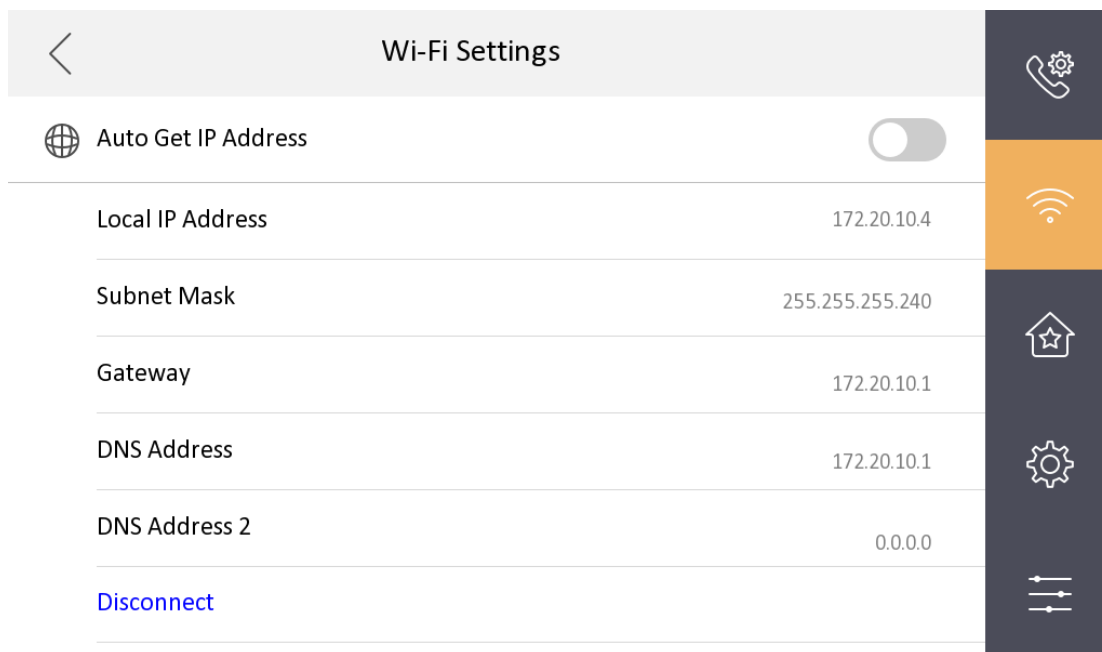 Wi-Fi Settings
Auto Get IP Address
Local IP Address 172.20.10.4
Subnet Mask 255.255.255.240
Gateway 172.20.10.1
DNS Address 172.20.10.1
DNS Address 2 0.0.0.0
Disconnect